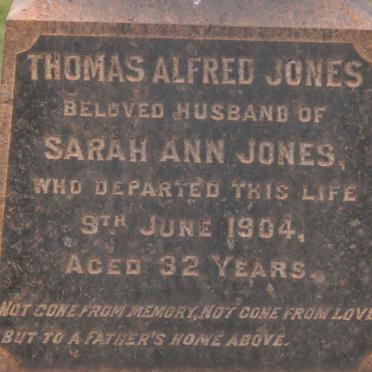 THOMAS ALFRED JONES
BELOVED HUSBAND OF
SARAH ANN JONES,
WHO DEPARTED THIS LIFE
9TH JUNE 1904,
AGED 32 YEARS.
NOT GONE FROM MEMORY, NOT GONE FROM LOVE
BUT TO A FATHER'S HOME ABOVE.